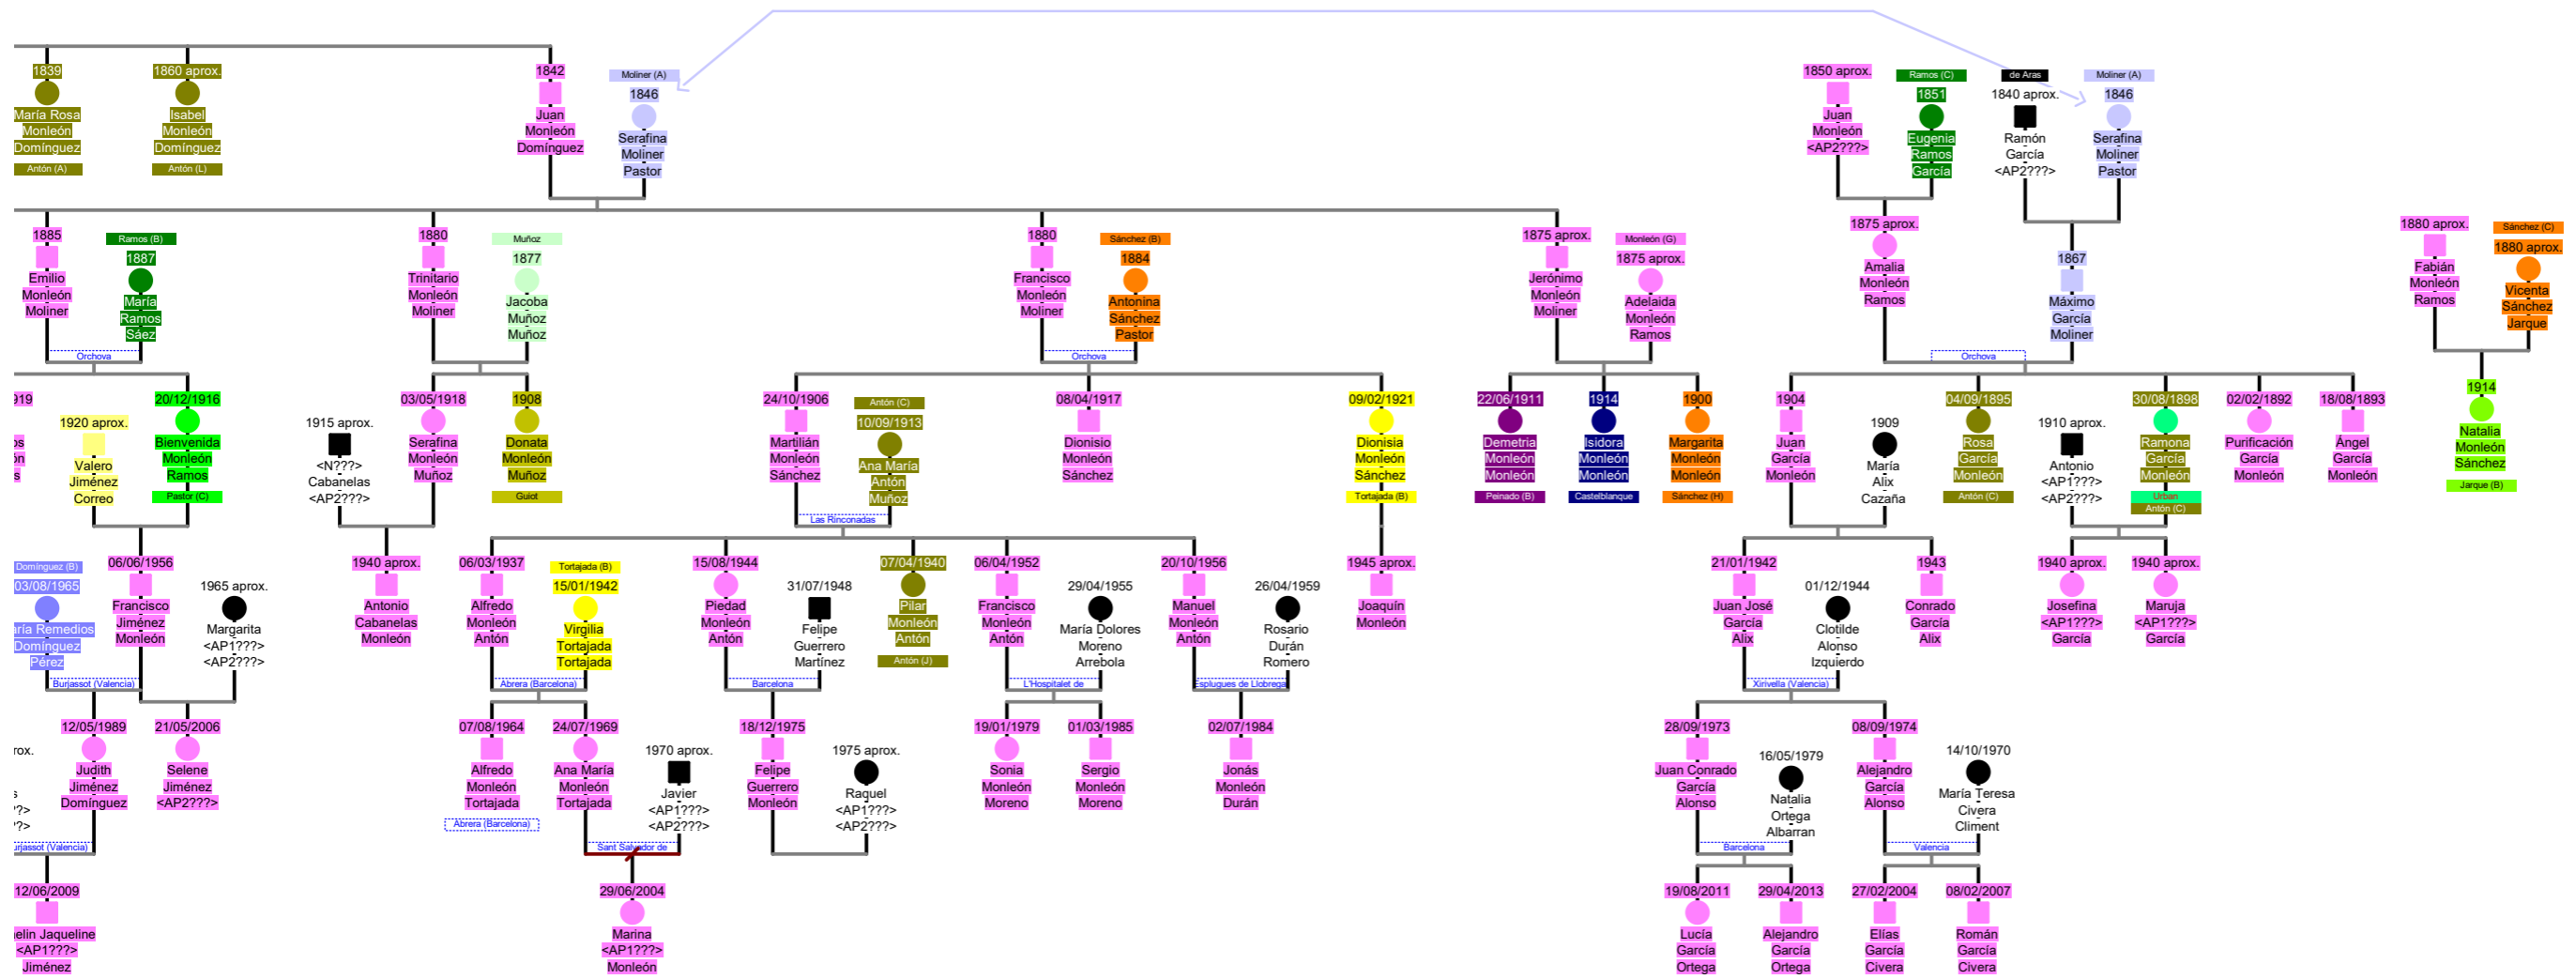 1839
María Rosa
Monleón
Domínguez
Antón (A)
1860 aprox.
Isabel
Monleón
Domínguez
Antón (L)
1842
Juan
Monleón
Domínguez
Moliner (A)
1846
Serafina
Moliner
Pastor
1850 aprox.
Juan
Monleón
<AP2???>
Ramos (C)
1851
Eugenia
Ramos
García
de Aras
1840 aprox.
Ramón
García
<AP2???>
Moliner (A)
1846
Serafina
Moliner
Pastor
1885
Emilio
Monleón
Moliner
Ramos (B)
1887
María
Ramos
Sáez
Orchova
1880
Trinitario
Monleón
Moliner
Muñoz
1877
Jacoba
Muñoz
Muñoz
1880
Francisco
Monleón
Moliner
Sánchez (B)
1884
Antonina
Sánchez
Pastor
Orchova
1875 aprox.
Jerónimo
Monleón
Moliner
Monleón (G)
1875 aprox.
Adelaida
Monleón
Ramos
1875 aprox.
Amalia
Monleón
Ramos
1867
Máximo
García
Moliner
Orchova
1880 aprox.
Fabián
Monleón
Ramos
Sánchez (C)
1880 aprox.
Vicenta
Sánchez
Jarque
919
os
ón
s
1920 aprox.
Valero
Jiménez
Correo
20/12/1916
Bienvenida
Monleón
Ramos
Pastor (C)
1915 aprox.
<N???>
Cabanelas
<AP2???>
03/05/1918
Serafina
Monleón
Muñoz
1908
Donata
Monleón
Muñoz
Guiot
24/10/1906
Martilián
Monleón
Sánchez
Antón (C)
10/09/1913
Ana María
Antón
Muñoz
Las Rinconadas
08/04/1917
Dionisio
Monleón
Sánchez
09/02/1921
Dionisia
Monleón
Sánchez
Tortajada (B)
22/06/1911
Demetria
Monleón
Monleón
Peinado (B)
1914
Isidora
Monleón
Monleón
Castelblanque
1900
Margarita
Monleón
Monleón
Sánchez (H)
1904
Juan
García
Monleón
1909
María
Alix
Cazaña
04/09/1895
Rosa
García
Monleón
Antón (C)
1910 aprox.
Antonio
<AP1???>
<AP2???>
30/08/1898
Ramona
García
Monleón
Urban
Antón (C)
02/02/1892
Purificación
García
Monleón
18/08/1893
Ángel
García
Monleón
1914
Natalia
Monleón
Sánchez
Jarque (B)
Domínguez (B)
03/08/1965
ría Remedios
Domínguez
Pérez
Burjassot (Valencia)
06/06/1956
Francisco
Jiménez
Monleón
1965 aprox.
Margarita
<AP1???>
<AP2???>
1940 aprox.
Antonio
Cabanelas
Monleón
06/03/1937
Alfredo
Monleón
Antón
Tortajada (B)
15/01/1942
Virgilia
Tortajada
Tortajada
Abrera (Barcelona)
15/08/1944
Piedad
Monleón
Antón
31/07/1948
Felipe
Guerrero
Martínez
Barcelona
07/04/1940
Pilar
Monleón
Antón
Antón (J)
06/04/1952
Francisco
Monleón
Antón
29/04/1955
María Dolores
Moreno
Arrebola
L'Hospitalet de
20/10/1956
Manuel
Monleón
Antón
26/04/1959
Rosario
Durán
Romero
Esplugues de Llobrega
1945 aprox.
Joaquín
Monleón
21/01/1942
Juan José
García
Alix
01/12/1944
Clotilde
Alonso
Izquierdo
Xirivella (Valencia)
1943
Conrado
García
Alix
1940 aprox.
Josefina
<AP1???>
García
1940 aprox.
Maruja
<AP1???>
García
rox.
s
??>
??>
urjassot (Valencia)
12/05/1989
Judith
Jiménez
Domínguez
21/05/2006
Selene
Jiménez
<AP2???>
07/08/1964
Alfredo
Monleón
Tortajada
Abrera (Barcelona)
24/07/1969
Ana María
Monleón
Tortajada
1970 aprox.
Javier
<AP1???>
<AP2???>
Sant Salvador de
18/12/1975
Felipe
Guerrero
Monleón
1975 aprox.
Raquel
<AP1???>
<AP2???>
19/01/1979
Sonia
Monleón
Moreno
01/03/1985
Sergio
Monleón
Moreno
02/07/1984
Jonás
Monleón
Durán
28/09/1973
Juan Conrado
García
Alonso
16/05/1979
Natalia
Ortega
Albarran
Barcelona
08/09/1974
Alejandro
García
Alonso
14/10/1970
María Teresa
Civera
Climent
Valencia
12/06/2009
elin Jaqueline
<AP1???>
Jiménez
29/06/2004
Marina
<AP1???>
Monleón
19/08/2011
Lucía
García
Ortega
29/04/2013
Alejandro
García
Ortega
27/02/2004
Elías
García
Civera
08/02/2007
Román
García
Civera